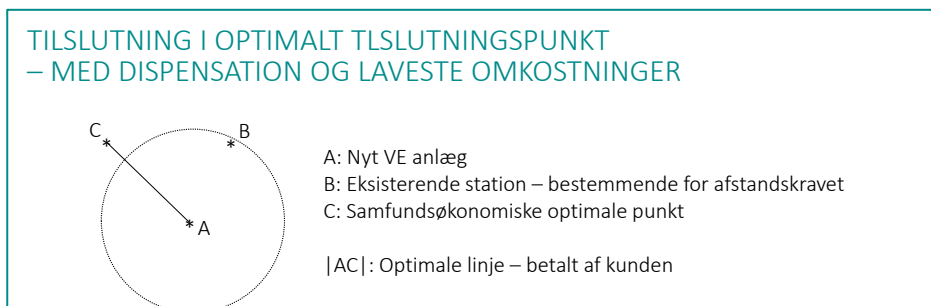 TILSLUTNING I OPTIMALT TLSLUTNINGSPUNKT
– MED DISPENSATION OG LAVESTE OMKOSTNINGER
C
B
A
A: Nyt VE anlæg
B: Eksisterende station – bestemmende for afstandskravet
C: Samfundsøkonomiske optimale punkt
|AC|: Optimale linje – betalt af kunden